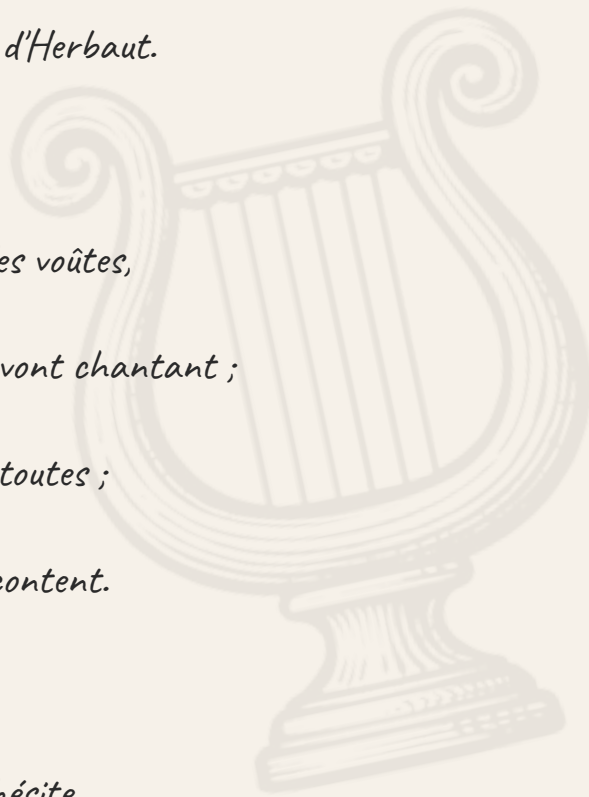 d'Herbaut.
es voûtes,
vont chantant ;
toutes ;
content.